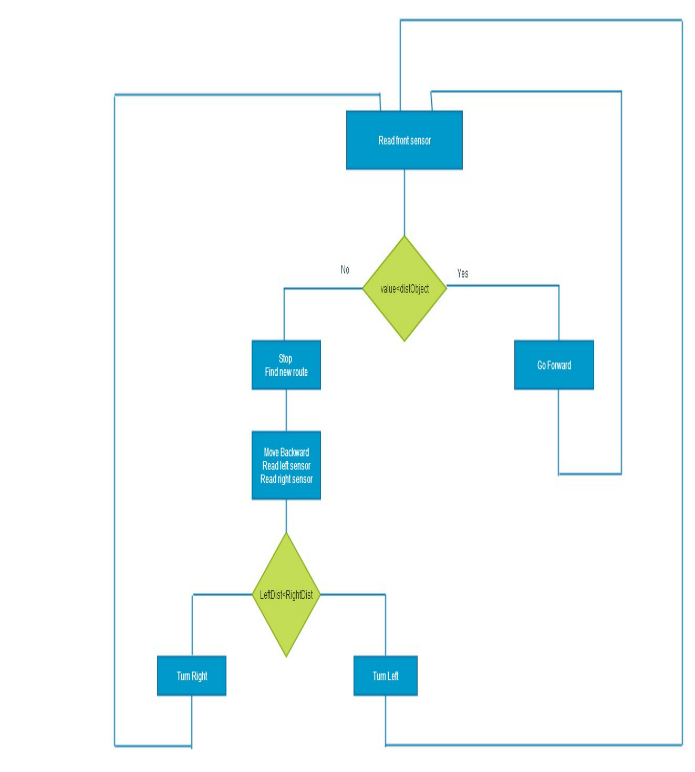 Read front sensor
No
Yes
value<distObject
Stop
Find new route
Go Forward
Move Backward
Read left sensor
Read right sensor
LeftDist<RightDist
Turn Right
Turn Left